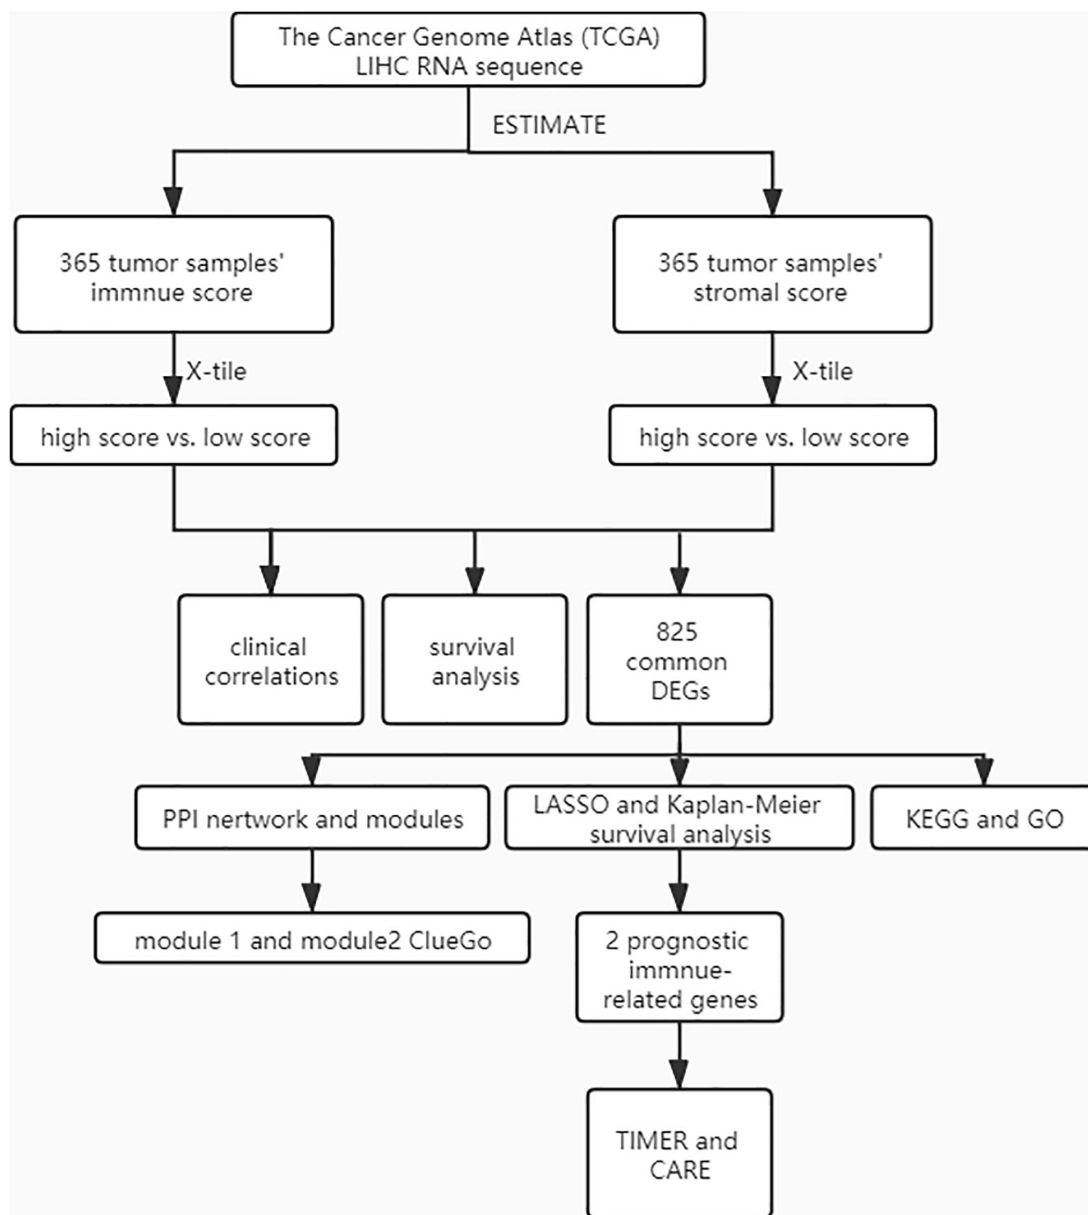 The Cancer Genome Atlas (TCGA)
LIHC RNA sequence
ESTIMATE
365 tumor samples'
immnue score
365 tumor samples'
stromal score
X-tile
X-tile
high score vs. low score
high score vs. low score
clinical
correlations
survival
analysis
825
common
DEGs
PPI nertwork and modules
LASSO and Kaplan-Meier
survival analysis
KEGG and GO
module 1 and module2 ClueGo
2 prognostic
immnue-
related genes
TIMER and
CARE